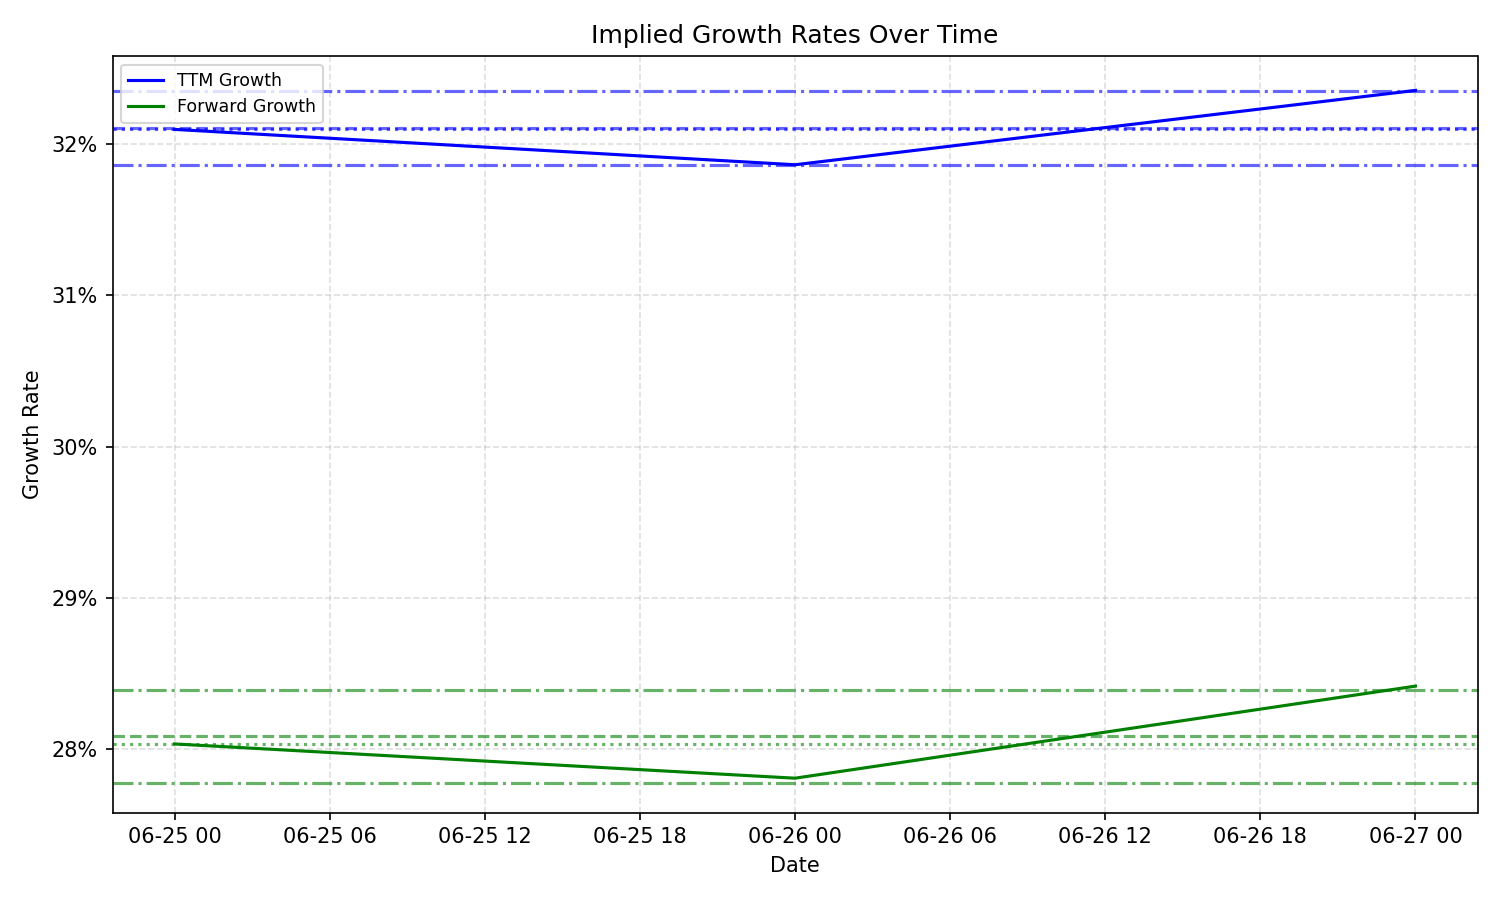 Implied Growth Rates Over Time
TTM Growth
Forward Growth
32%
31%
30%
29%
28%
Growth Rate
06-25 00 06-25 06 06-25 12 06-25 18 06-26 00 06-26 06 06-26 12 06-26 18 06-27 00
Date